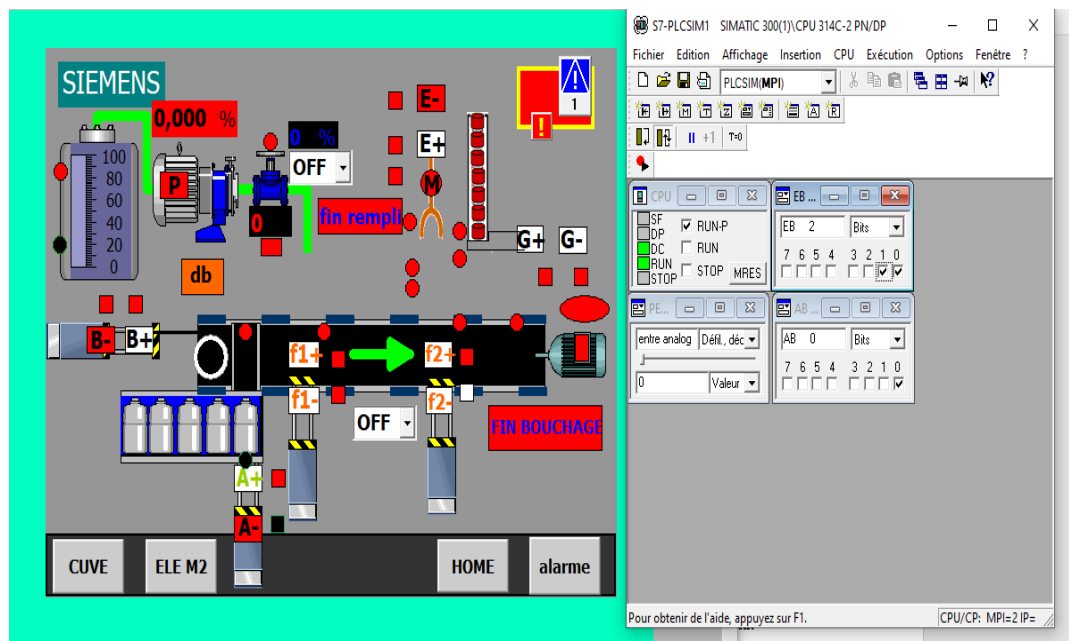 SIEMENS
0,000 %
100
80
60
40
20
0
P
0 %
OFF
0
fin rempli
db
E-
E+
M
1
!
G+ G-
B- B+
f1+ f2+
f1- f2-
OFF
FIN BOUCHAGE
A+
A-
CUVE
ELE M2
HOME
alarme
S7-PLCSIM1 SIMATIC 300(1)\CPU 314C-2 PN/DP
Fichier Edition Affichage Insertion CPU Exécution Options Fenêtre ?
PLCSIM(MPI)
+1 T=0
CPU
SF
DP
DC
RUN
STOP
RUN-P
RUN
STOP MRES
EB ...
EB 2 Bits
7 6 5 4 3 2 1 0
PE...
entre analog Défil., déc
0 Valeur
AB ...
AB 0 Bits
7 6 5 4 3 2 1 0
Pour obtenir de l'aide, appuyez sur F1.
CPU/CP: MPI=2 IP=